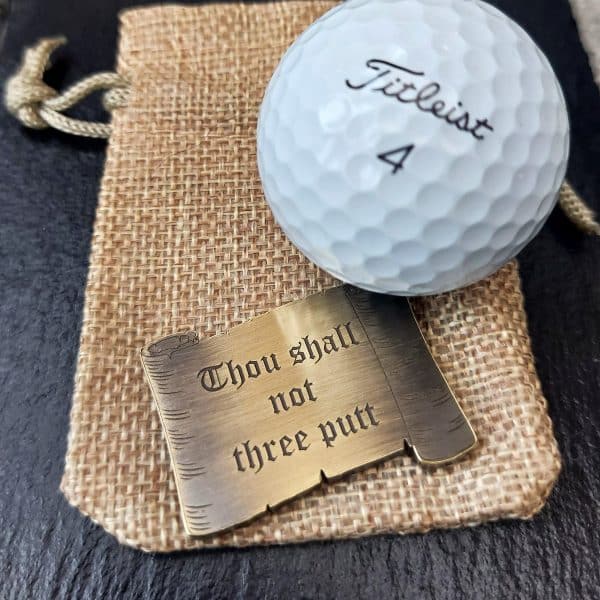 Titleist
4
Thou shall
not
three putt